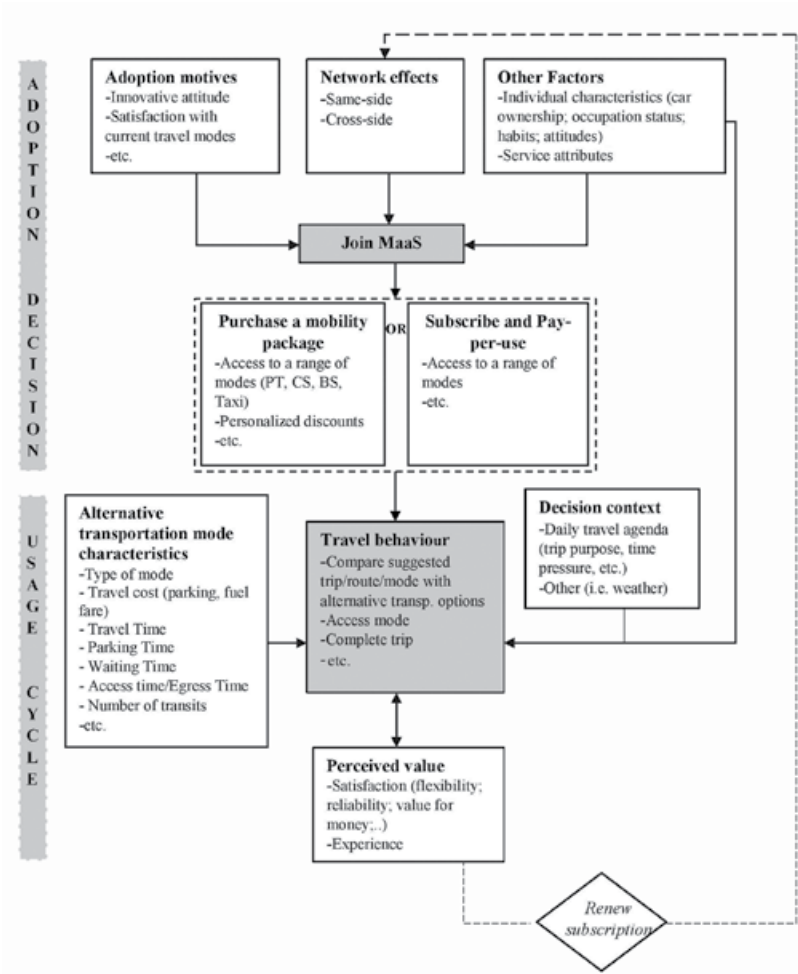 ADOPTION DECISION
Adoption motives
-Innovative attitude
-Satisfaction with
current travel modes
-etc.
Network effects
-Same-side
-Cross-side
Other Factors
-Individual characteristics (car
ownership; occupation status;
habits; attitudes)
-Service attributes
Join MaaS
Purchase a mobility
package
-Access to a range of
modes (PT, CS, BS,
Taxi)
-Personalized discounts
-etc.
OR
Subscribe and Pay-
per-use
-Access to a range of
modes
-etc.
USAGE CYCLE
Alternative
transportation mode
characteristics
-Type of mode
- Travel cost (parking, fuel
fare)
- Travel Time
- Parking Time
- Waiting Time
- Access time/Egress Time
- Number of transits
-etc.
Travel behaviour
-Compare suggested
trip/route/mode with
alternative transp. options
-Access mode
-Complete trip
- etc.
Decision context
-Daily travel agenda
(trip purpose, time
pressure, etc.)
-Other (i.e. weather)
Perceived value
-Satisfaction (flexibility;
reliability; value for
money;..)
-Experience
Renew
subscription